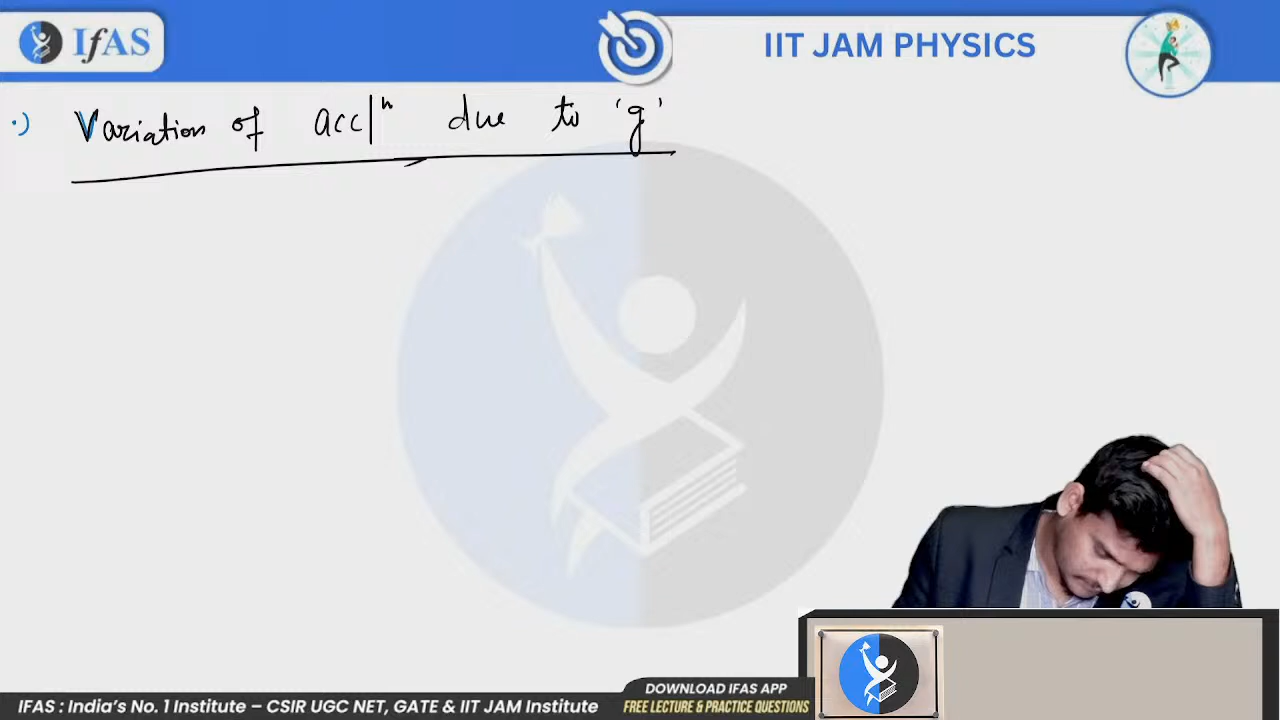 IfAS
IIT JAM PHYSICS
·) Variation of acc|ⁿ due to 'g'
IFAS : India's No. 1 Institute – CSIR UGC NET, GATE & IIT JAM Institute
DOWNLOAD IFAS APP
FREE LECTURE & PRACTICE QUESTIONS